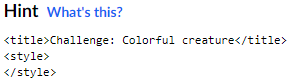 Hint What's this?
<title>Challenge: Colorful creature</title>
<style>
</style>